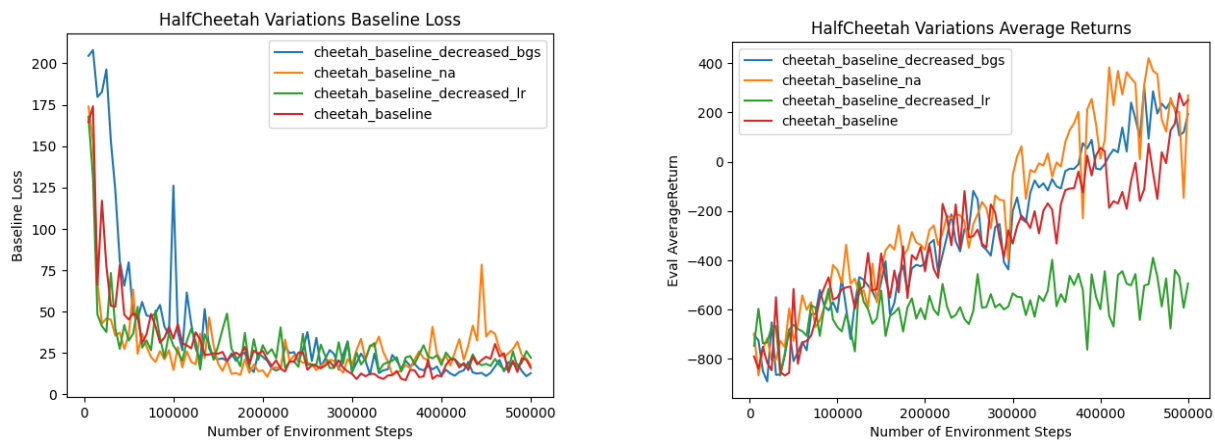 HalfCheetah Variations Baseline Loss
cheetah_baseline_decreased_bgs
cheetah_baseline_na
cheetah_baseline_decreased_lr
cheetah_baseline
Baseline Loss
200
175
150
125
100
75
50
25
0
0 100000 200000 300000 400000 500000
Number of Environment Steps
HalfCheetah Variations Average Returns
cheetah_baseline_decreased_bgs
cheetah_baseline_na
cheetah_baseline_decreased_lr
cheetah_baseline
Eval AverageReturn
400
200
0
−200
−400
−600
−800
0 100000 200000 300000 400000 500000
Number of Environment Steps